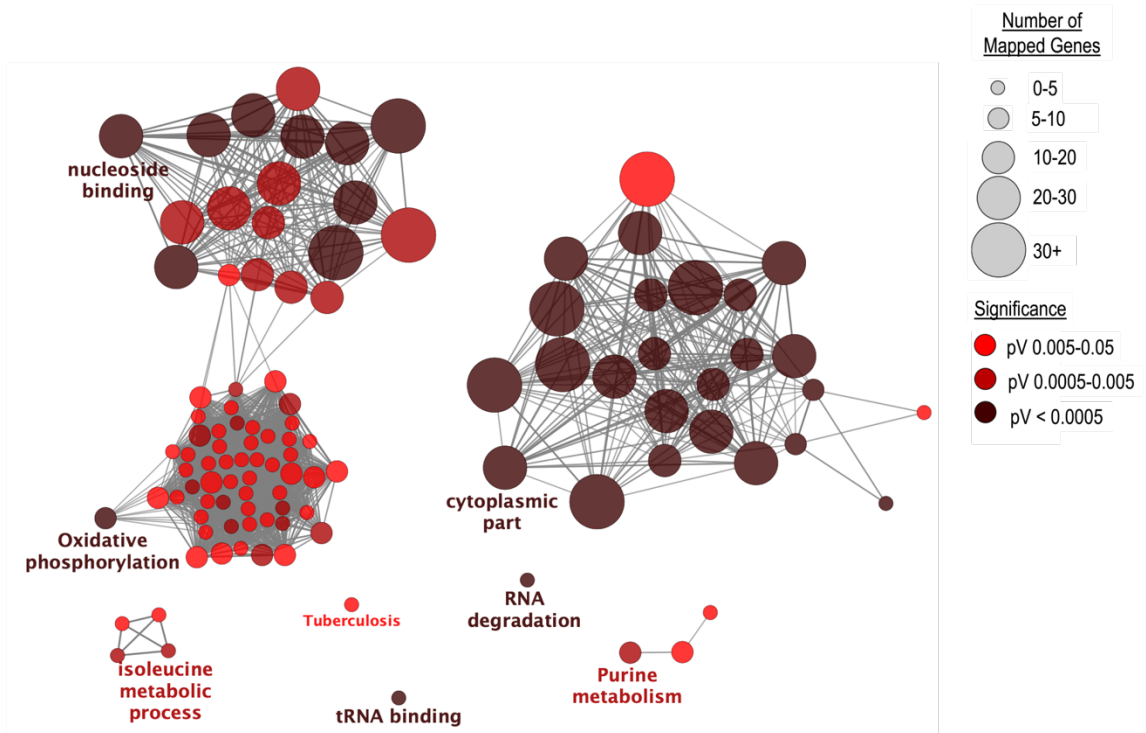 Number of
Mapped Genes
0-5
5-10
10-20
20-30
30+
Significance
pV 0.005-0.05
pV 0.0005-0.005
pV < 0.0005
nucleoside
binding
cytoplasmic
part
Oxidative
phosphorylation
RNA
degradation
Tuberculosis
isoleucine
metabolic
process
Purine
metabolism
tRNA binding